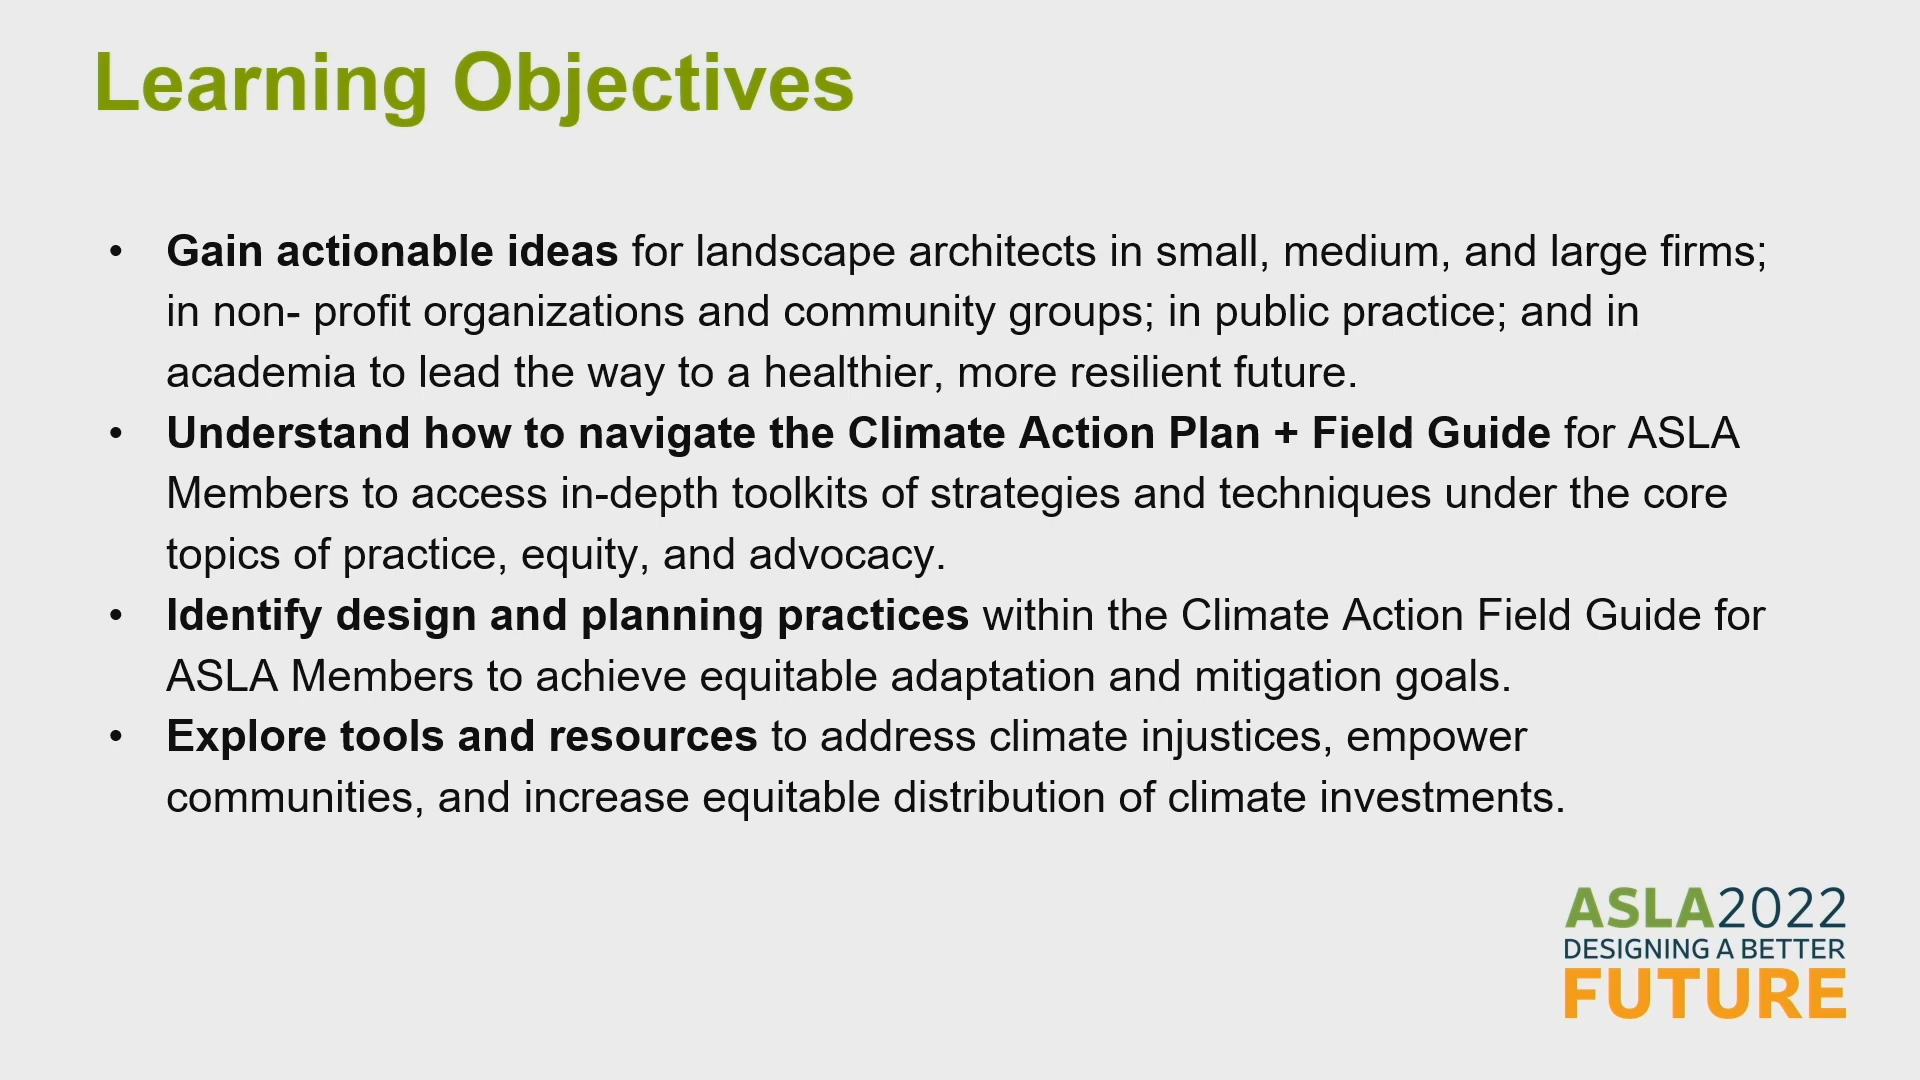 Learning Objectives
• Gain actionable ideas for landscape architects in small, medium, and large firms;
in non- profit organizations and community groups; in public practice; and in
academia to lead the way to a healthier, more resilient future.
• Understand how to navigate the Climate Action Plan + Field Guide for ASLA
Members to access in-depth toolkits of strategies and techniques under the core
topics of practice, equity, and advocacy.
• Identify design and planning practices within the Climate Action Field Guide for
ASLA Members to achieve equitable adaptation and mitigation goals.
• Explore tools and resources to address climate injustices, empower
communities, and increase equitable distribution of climate investments.
ASLA2022
DESIGNING A BETTER
FUTURE